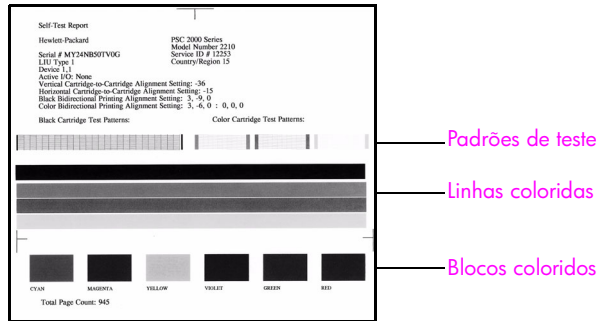 Self-Test Report
Hewlett-Packard
PSC 2000 Series
Model Number 2210
Serial # MY24NB50TV0G
Service ID # 12253
LIU Type 1
Country/Region 15
Device 1,1
Active I/O: None
Vertical Cartridge-to-Cartridge Alignment Setting: -36
Horizontal Cartridge-to-Cartridge Alignment Setting: -15
Black Bidirectional Printing Alignment Setting: 3, -9, 0
Color Bidirectional Printing Alignment Setting: 3, -6, 0 : 0, 0, 0
Black Cartridge Test Patterns:
Color Cartridge Test Patterns:
Padrões de teste
Linhas coloridas
Blocos coloridos
CYAN
MAGENTA
YELLOW
VIOLET
GREEN
RED
Total Page Count: 945